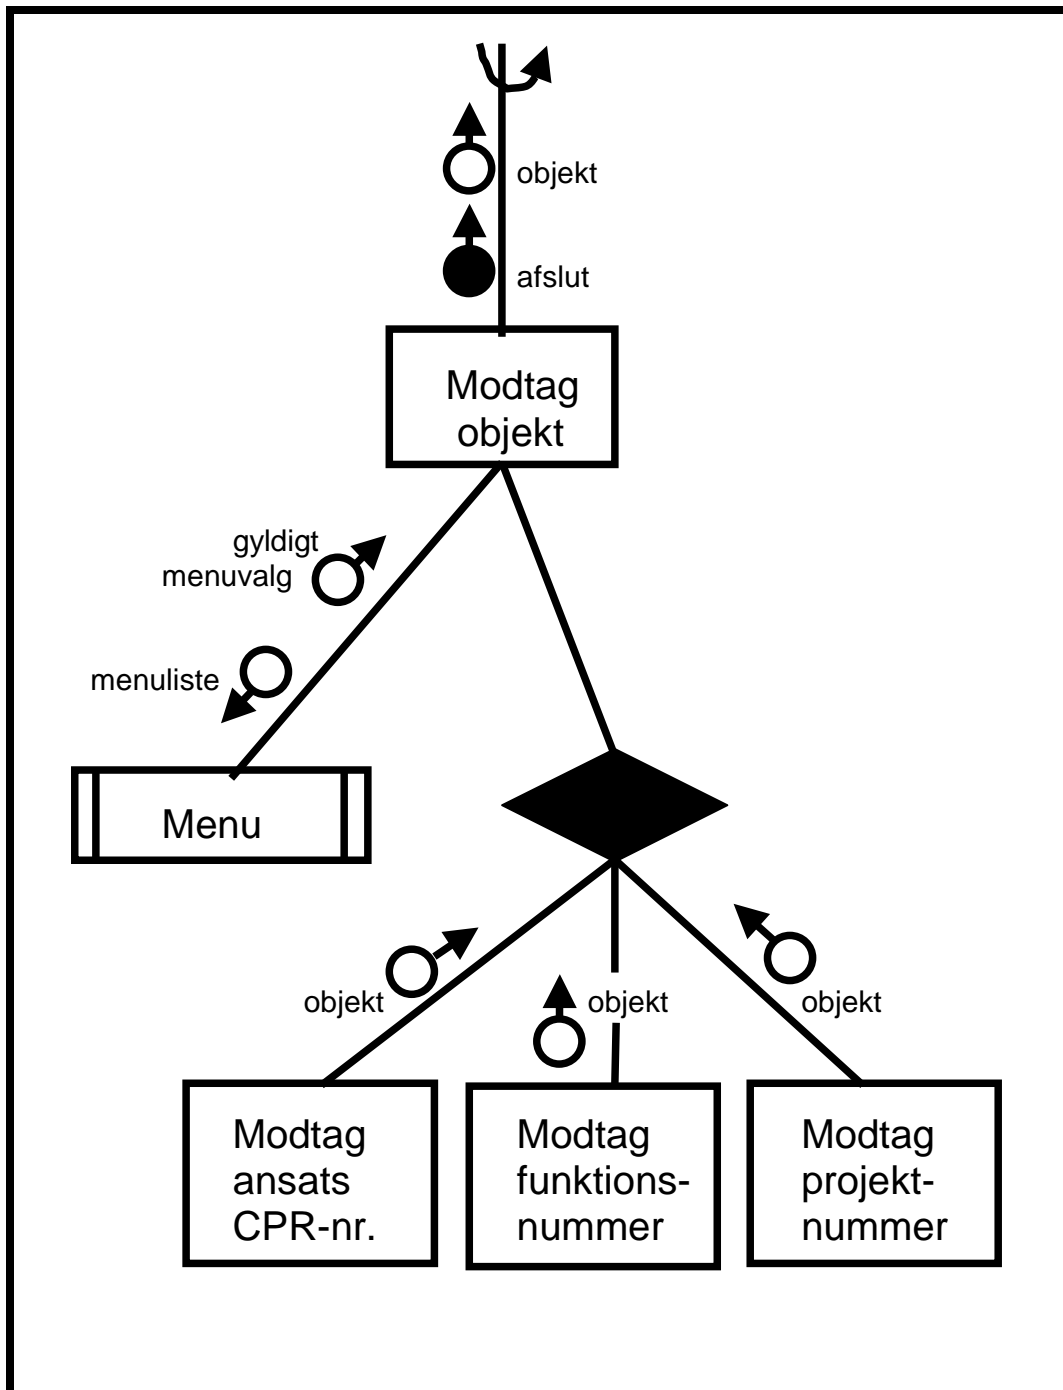 objekt
afslut
Modtag
objekt
gyldigt
menuvalg
menuliste
Menu
objekt
objekt
objekt
Modtag
ansats
CPR-nr.
Modtag
funktions-
nummer
Modtag
projekt-
nummer